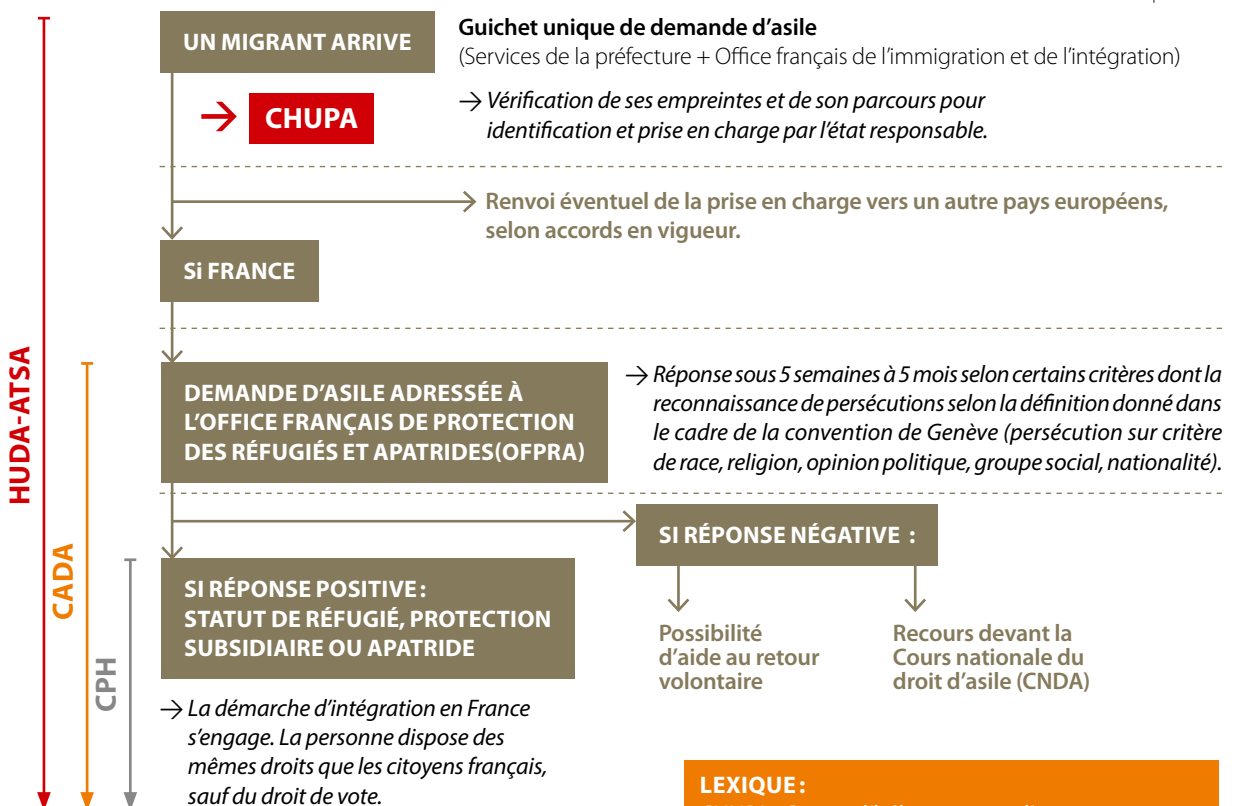 UN MIGRANT ARRIVE
Guichet unique de demande d'asile
(Services de la préfecture + Office français de l'immigration et de l'intégration)
→ CHUPA
→ Vérification de ses empreintes et de son parcours pour
identification et prise en charge par l'état responsable.
Renvoi éventuel de la prise en charge vers un autre pays européens,
selon accords en vigueur.
Si FRANCE
HUDA-ATSA
CADA
CPH
DEMANDE D'ASILE ADRESSÉE À
L'OFFICE FRANÇAIS DE PROTECTION
DES RÉFUGIÉS ET APATRIDES(OFPRA)
→ Réponse sous 5 semaines à 5 mois selon certains critères dont la
reconnaissance de persécutions selon la définition donné dans
le cadre de la convention de Genève (persécution sur critère
de race, religion, opinion politique, groupe social, nationalité).
SI RÉPONSE NÉGATIVE :
Possibilité
d'aide au retour
volontaire
Recours devant la
Cours nationale du
droit d'asile (CNDA)
SI RÉPONSE POSITIVE :
STATUT DE RÉFUGIÉ, PROTECTION
SUBSIDIAIRE OU APATRIDE
→ La démarche d'intégration en France
s'engage. La personne dispose des
mêmes droits que les citoyens français,
sauf du droit de vote.
LEXIQUE :